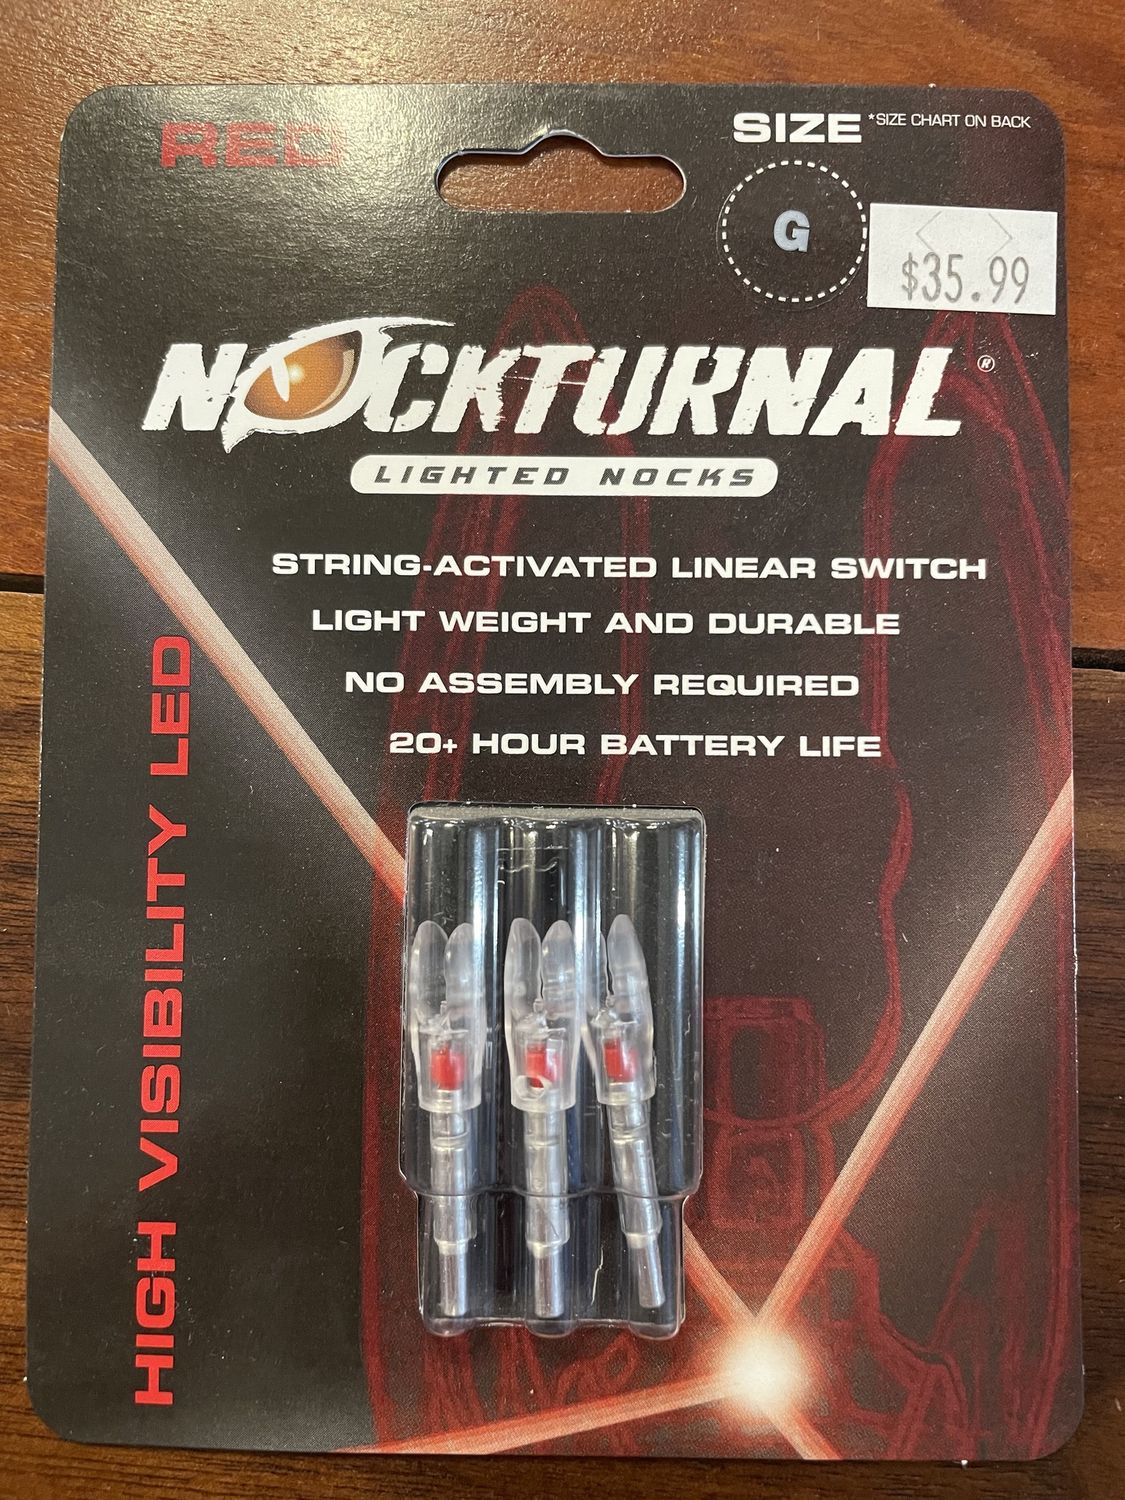 RED
SIZE *SIZE CHART ON BACK
G
$35.99
NOCKTURNAL®
LIGHTED NOCKS
STRING-ACTIVATED LINEAR SWITCH
LIGHT WEIGHT AND DURABLE
NO ASSEMBLY REQUIRED
20+ HOUR BATTERY LIFE
HIGH VISIBILITY LED